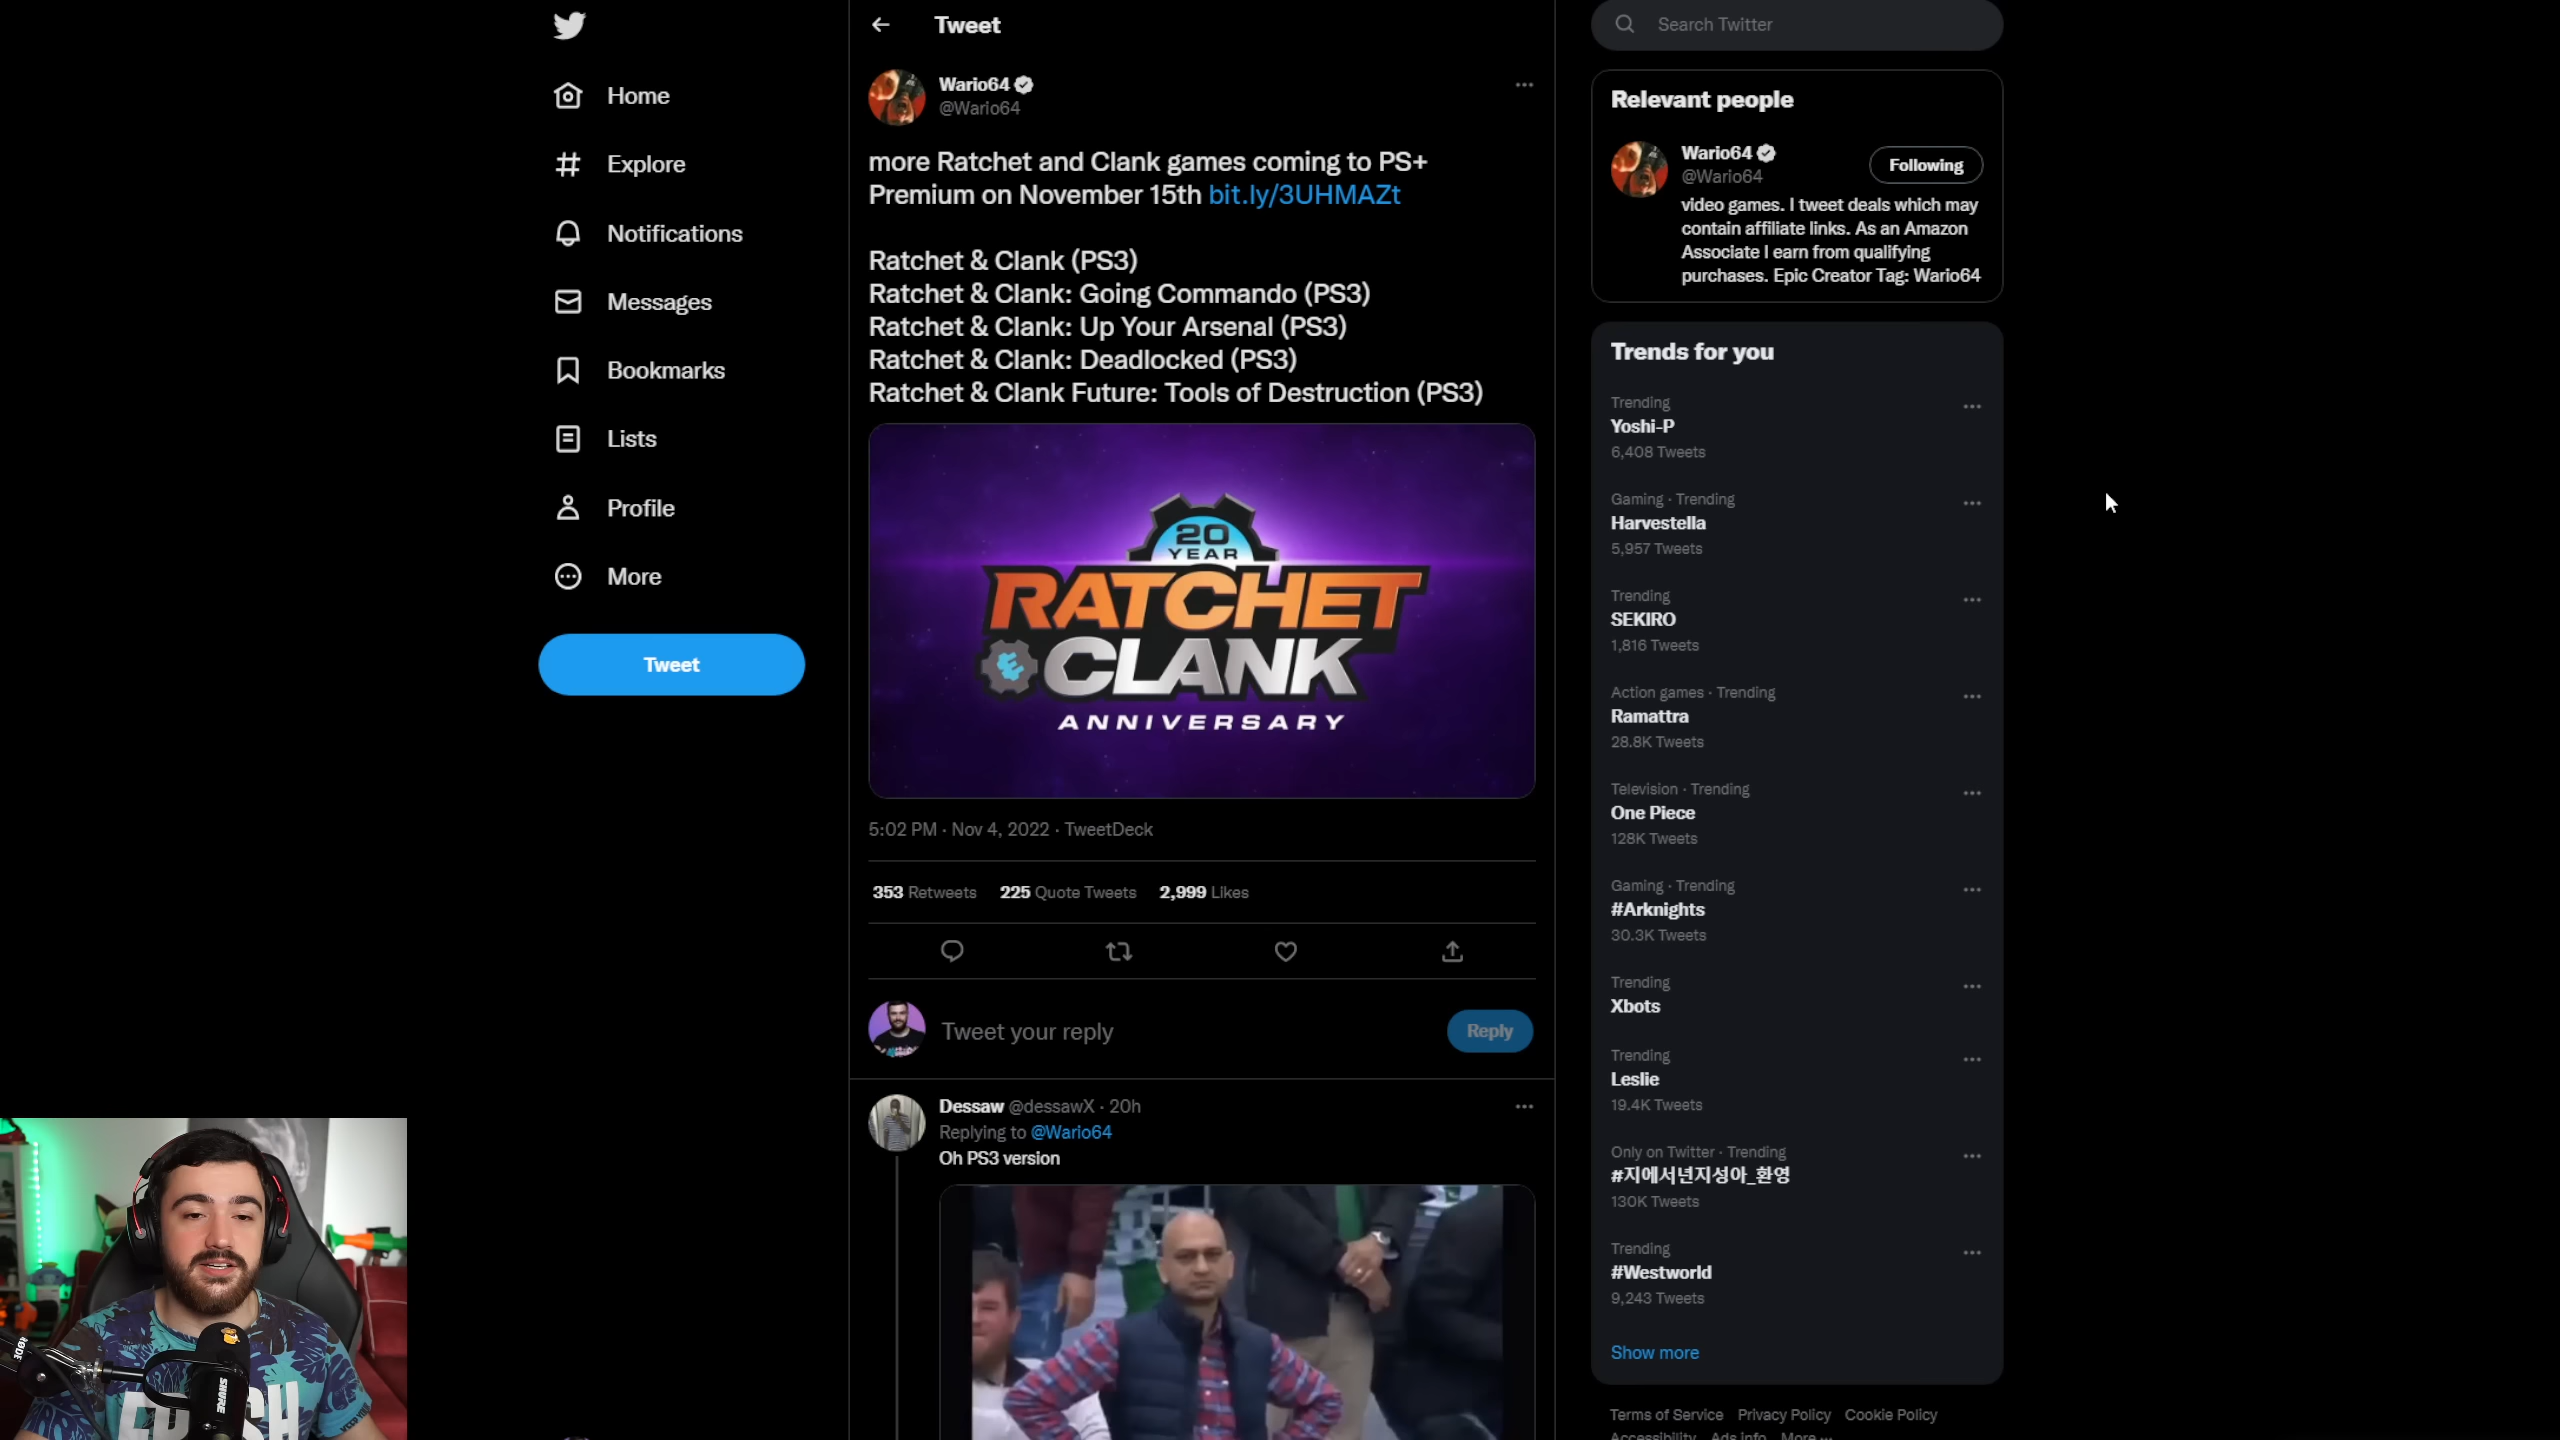 Home
Explore
Notifications
Messages
Bookmarks
Lists
Profile
More
Tweet
Tweet
Wario64
@Wario64
more Ratchet and Clank games coming to PS+
Premium on November 15th bit.ly/3UHMAZt
Ratchet & Clank (PS3)
Ratchet & Clank: Going Commando (PS3)
Ratchet & Clank: Up Your Arsenal (PS3)
Ratchet & Clank: Deadlocked (PS3)
Ratchet & Clank Future: Tools of Destruction (PS3)
20
YEAR
RATCHET
CLANK
ANNIVERSARY
5:02 PM · Nov 4, 2022 · TweetDeck
353 Retweets 225 Quote Tweets 2,999 Likes
Tweet your reply
Reply
Dessaw @dessawX · 20h
Replying to @Wario64
Oh PS3 version
Search Twitter
Relevant people
Wario64
@Wario64
Following
video games. I tweet deals which may
contain affiliate links. As an Amazon
Associate I earn from qualifying
purchases. Epic Creator Tag: Wario64
Trends for you
Trending
Yoshi-P
6,408 Tweets
Gaming · Trending
Harvestella
5,957 Tweets
Trending
SEKIRO
1,816 Tweets
Action games · Trending
Ramattra
28.8K Tweets
Television · Trending
One Piece
128K Tweets
Gaming · Trending
#Arknights
30.3K Tweets
Trending
Xbots
Trending
Leslie
19.4K Tweets
Only on Twitter · Trending
#지에서년지성아_환영
130K Tweets
Trending
#Westworld
9,243 Tweets
Show more
Terms of Service Privacy Policy Cookie Policy
Accessibility Ads info More ...
RØDE
SHURE